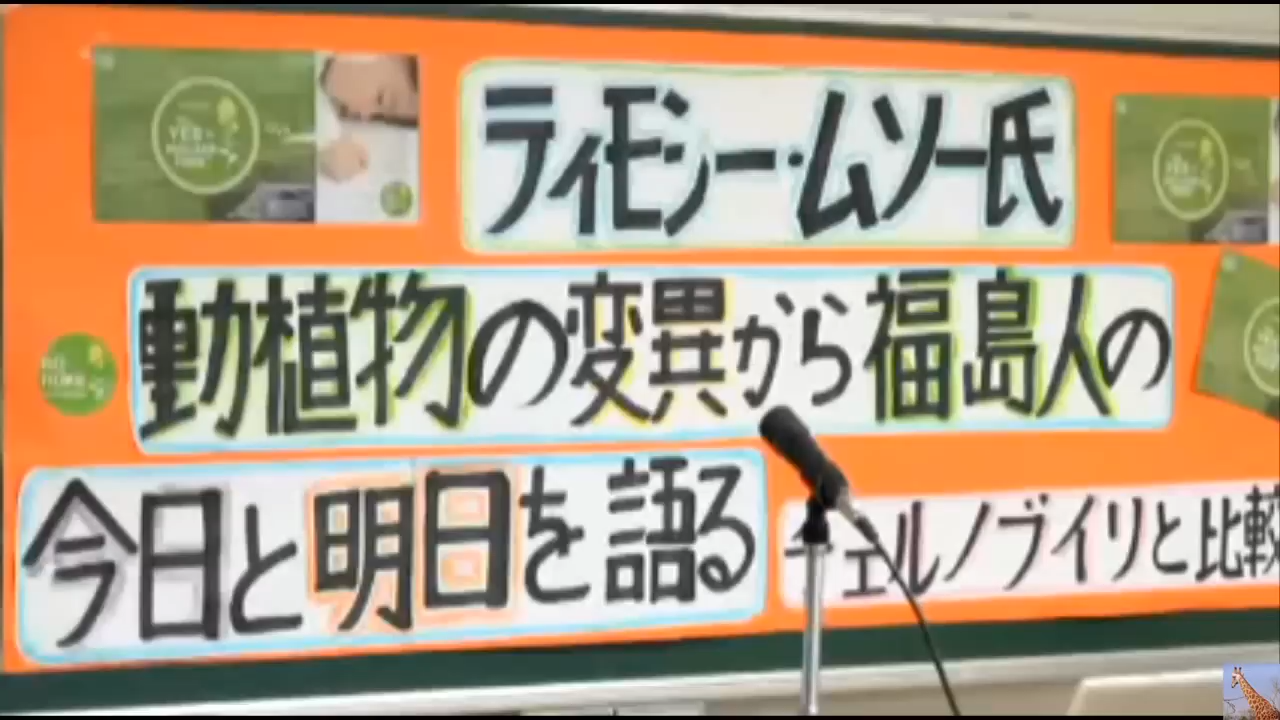 ティモシー・ムソー氏
動植物の変異から福島人の
今日と明日を語る
チェルノブイリと比較